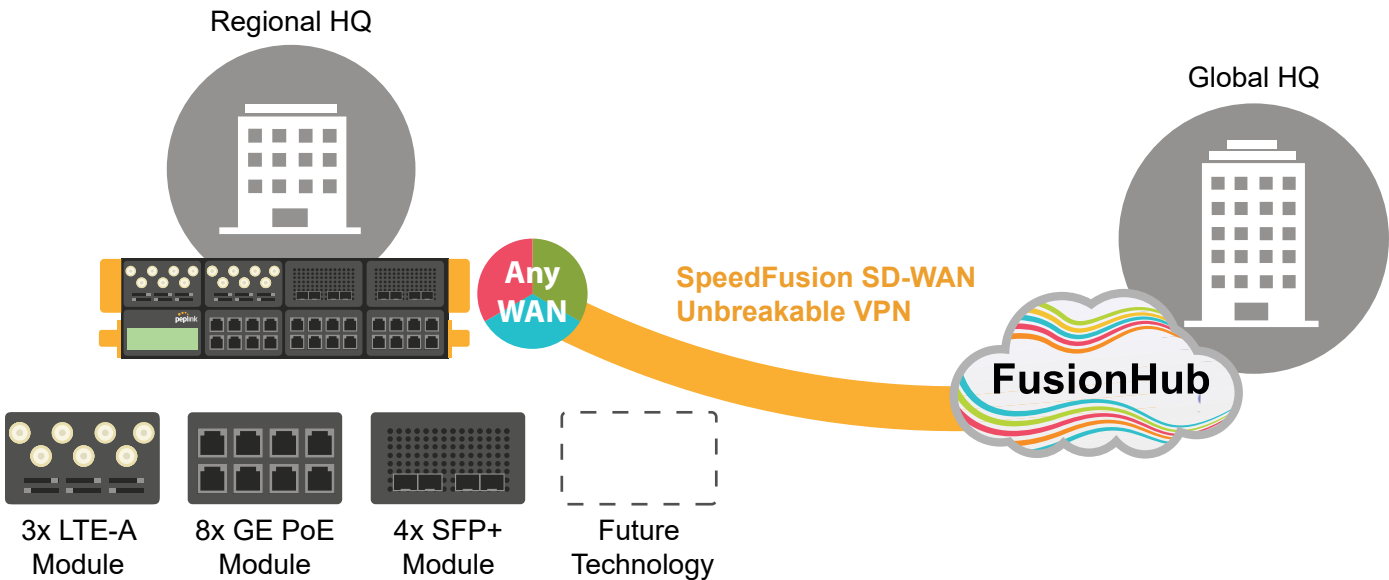 Regional HQ
Global HQ
peplink
Any
WAN
SpeedFusion SD-WAN
Unbreakable VPN
FusionHub
3x LTE-A
Module
8x GE PoE
Module
4x SFP+
Module
Future
Technology